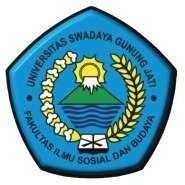 UNIVERSITAS SWADAYA GUNUNG JATI
FAKULTAS ILMU SOSIAL DAN BUDAYA